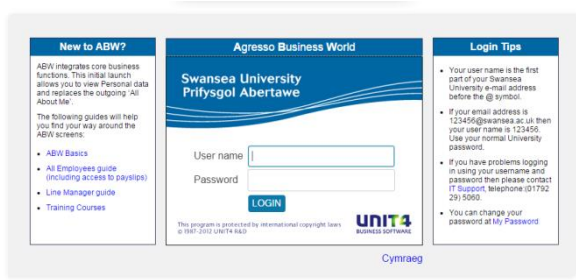 New to ABW?
ABW integrates core business
functions. This initial launch
allows you to view Personal data
and replaces the outgoing 'All
About Me'.
The following guides will help
you find your way around the
ABW screens:
ABW Basics
All Employees guide
(including access to payslips)
Line Manager guide
Training Courses
Agresso Business World
Swansea University
Prifysgol Abertawe
User name
Password
LOGIN
This program is protected by international copyright laws
© 1987-2012 UNIT4 R&D
UNIT4
BUSINESS SOFTWARE
Login Tips
Your user name is the first
part of your Swansea
University e-mail address
before the @ symbol.
If your email address is
123456@swansea.ac.uk then
your user name is 123456.
Use your normal University
password.
If you have problems logging
in using your username and
password then please contact
IT Support, telephone:(01792
29) 5060.
You can change your
password at My Password
Cymraeg